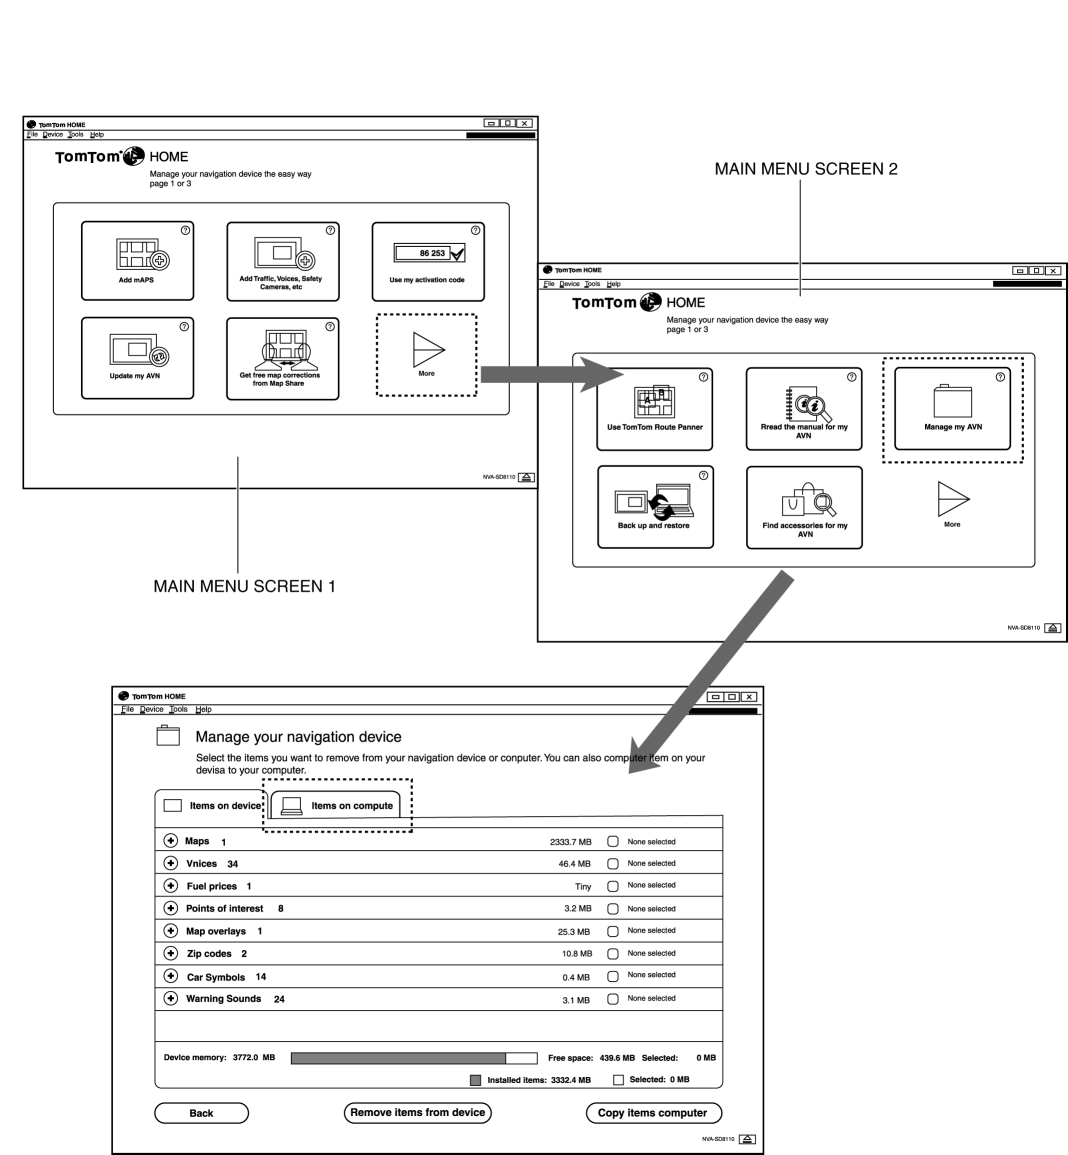 TomTom HOME
File Device Tools Help
TomTom HOME
Manage your navigation device the easy way
page 1 or 3
Add mAPS
Add Traffic, Voices, Ssfety
Cameras, etc
86 253
Use my activation code
Update my AVN
Get free map corrections
from Map Share
More
NVA-SD8110
MAIN MENU SCREEN 1
MAIN MENU SCREEN 2
TomTom HOME
File Device Tools Help
TomTom HOME
Manage your navigation device the easy way
page 1 or 3
A B
Use TomTom Route Panner
Rread the manual for my
AVN
Manage my AVN
Back up and restore
Find accessories for my
AVN
More
NVA-SD8110
TomTom HOME
File Device Tools Help
Manage your navigation device
Select the items you want to remove from your navigation device or conputer. You can also computer item on your
devisa to your computer.
Items on device Items on compute
Maps 1 2333.7 MB None selected
Vnices 34 46.4 MB None selected
Fuel prices 1 Tiny None selected
Points of interest 8 3.2 MB None selected
Map overlays 1 25.3 MB None selected
Zip codes 2 10.8 MB None selected
Car Symbols 14 0.4 MB None selected
Warning Sounds 24 3.1 MB None selected
Device memory: 3772.0 MB Free space: 439.6 MB Selected: 0 MB
Installed items: 3332.4 MB Selected: 0 MB
Back Remove items from device Copy items computer
NVA-SD8110